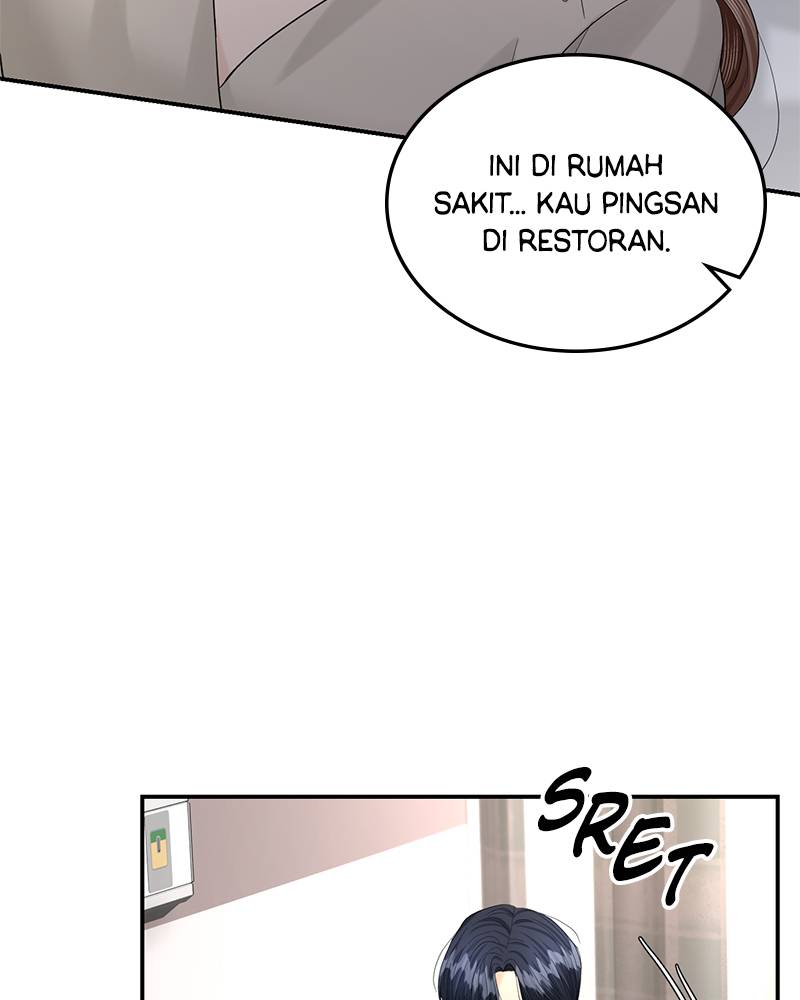 INI DI RUMAH
SAKIT... KAU PINGSAN
DI RESTORAN.
SRET